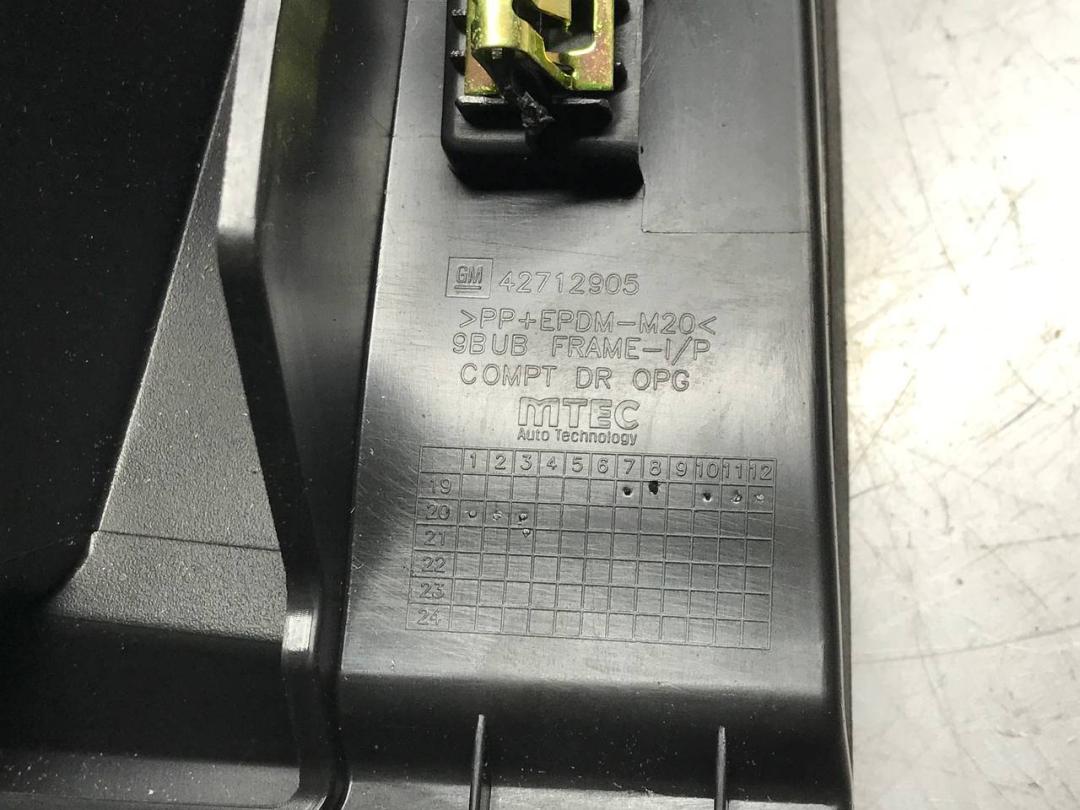 GM 42712905
>PP+EPDM-M20<
9BUB FRAME-I/P
COMPT DR OPG
MTEC
Auto Technology
1 2 3 4 5 6 7 8 9 10 11 12
19
20
21
22
23
24